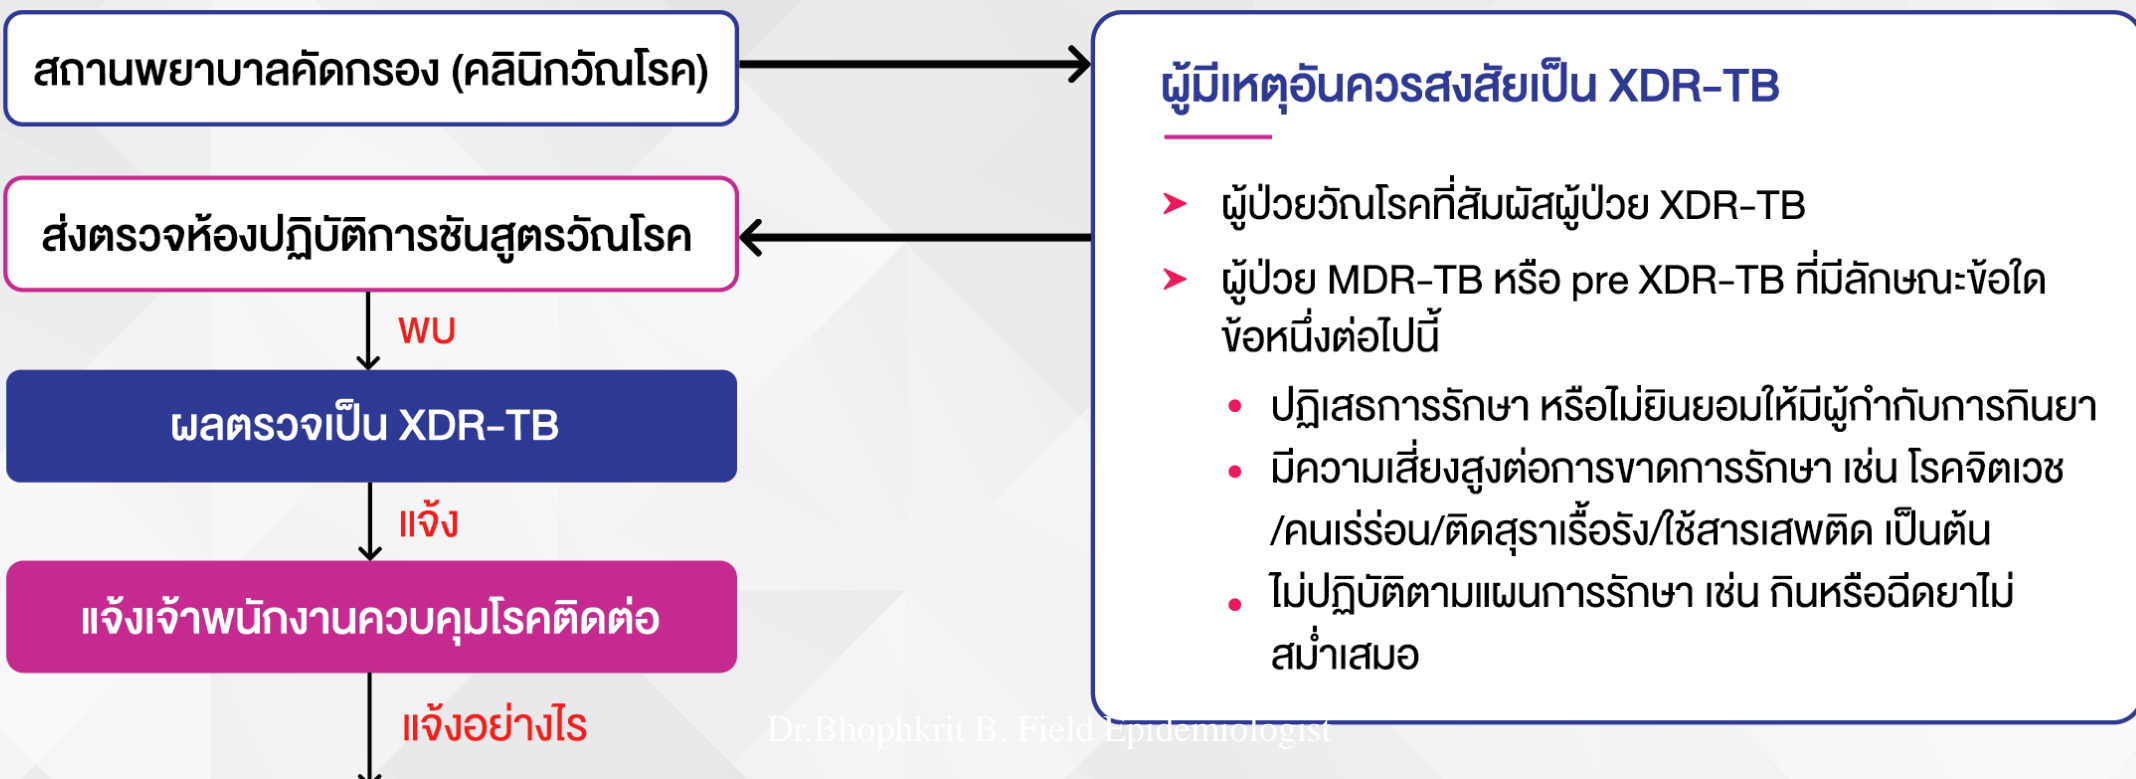 สถานพยาบาลคัดกรอง (คลินิกวัณโรค)
ผู้มีเหตุอันควรสงสัยเป็น XDR-TB
➤ ผู้ป่วยวัณโรคที่สัมผัสผู้ป่วย XDR-TB
➤ ผู้ป่วย MDR-TB หรือ pre XDR-TB ที่มีลักษณะข้อใด
ข้อหนึ่งต่อไปนี้
• ปฏิเสธการรักษา หรือไม่ยินยอมให้มีผู้กำกับการกินยา
• มีความเสี่ยงสูงต่อการขาดการรักษา เช่น โรคจิตเวช
/คนเร่ร่อน/ติดสุราเรื้อรัง/ใช้สารเสพติด เป็นต้น
• ไม่ปฏิบัติตามแผนการรักษา เช่น กินหรือฉีดยาไม่
สม่ำเสมอ
ส่งตรวจห้องปฏิบัติการชันสูตรวัณโรค
พบ
ผลตรวจเป็น XDR-TB
แจ้ง
แจ้งเจ้าพนักงานควบคุมโรคติดต่อ
แจ้งอย่างไร
Dr.Bhophkrit B. Field Epidemiologist